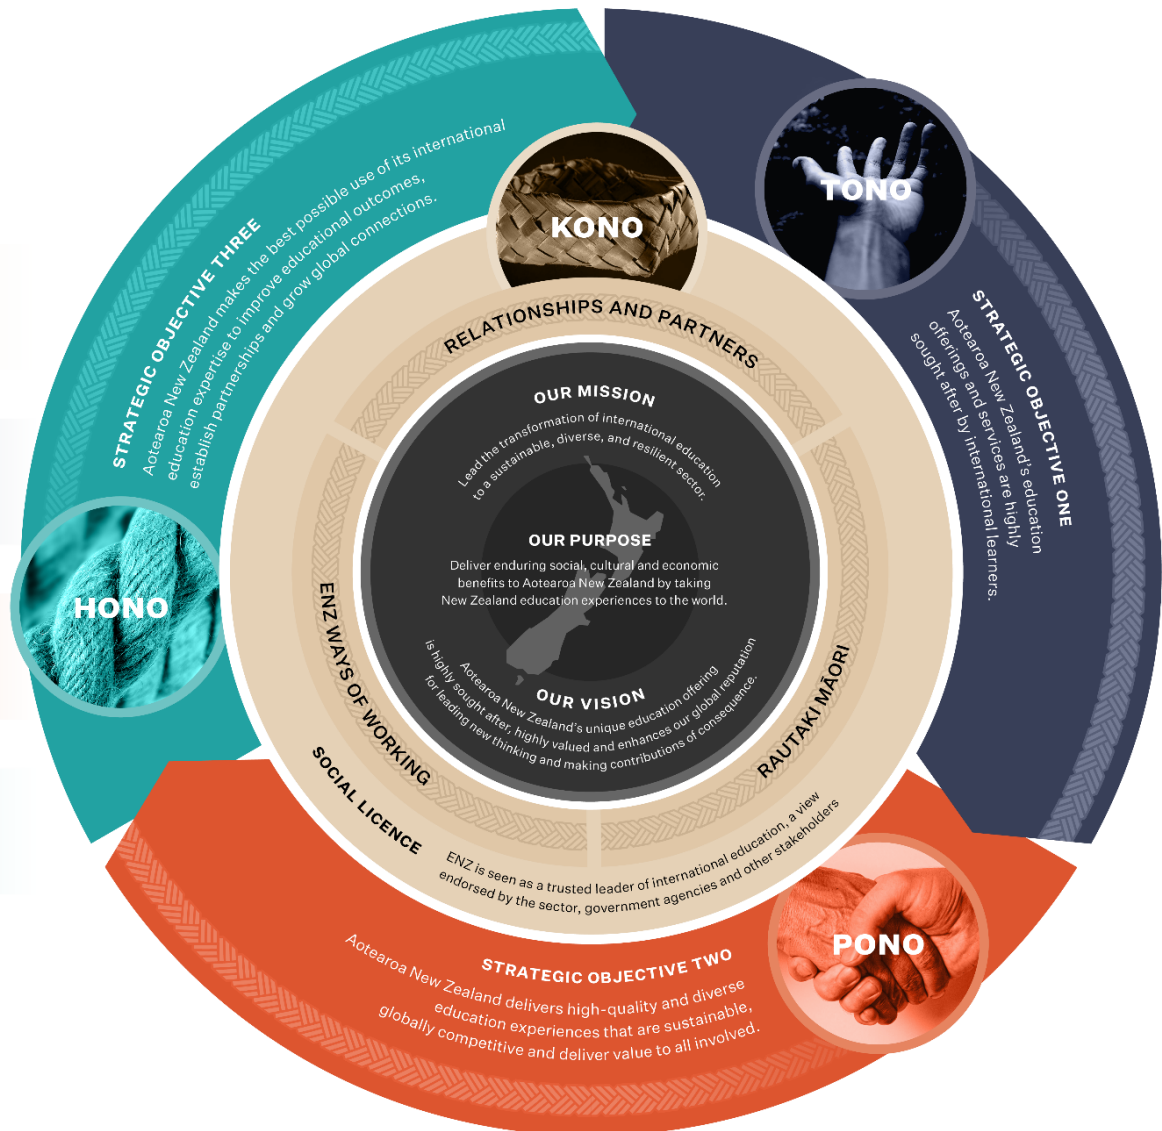 KONO
RELATIONSHIPS AND PARTNERS
OUR MISSION
Lead the transformation of international education
to a sustainable, diverse, and resilient sector.
OUR PURPOSE
Deliver enduring social, cultural and economic
benefits to Aotearoa New Zealand by taking
New Zealand education experiences to the world.
OUR VISION
Aotearoa New Zealand's unique education offering
is highly sought after, highly valued and enhances our global reputation
for leading new thinking and making contributions of consequence.
ENZ WAYS OF WORKING
RAUTAKI MĀORI
SOCIAL LICENCE
ENZ is seen as a trusted leader of international education, a view
endorsed by the sector, government agencies and other stakeholders
TONO
STRATEGIC OBJECTIVE ONE
Aotearoa New Zealand's education
offerings and services are highly
sought after by international learners.
PONO
STRATEGIC OBJECTIVE TWO
Aotearoa New Zealand delivers high-quality and diverse
education experiences that are sustainable,
globally competitive and deliver value to all involved.
HONO
STRATEGIC OBJECTIVE THREE
Aotearoa New Zealand makes the best possible use of its international
education expertise to improve educational outcomes,
establish partnerships and grow global connections.